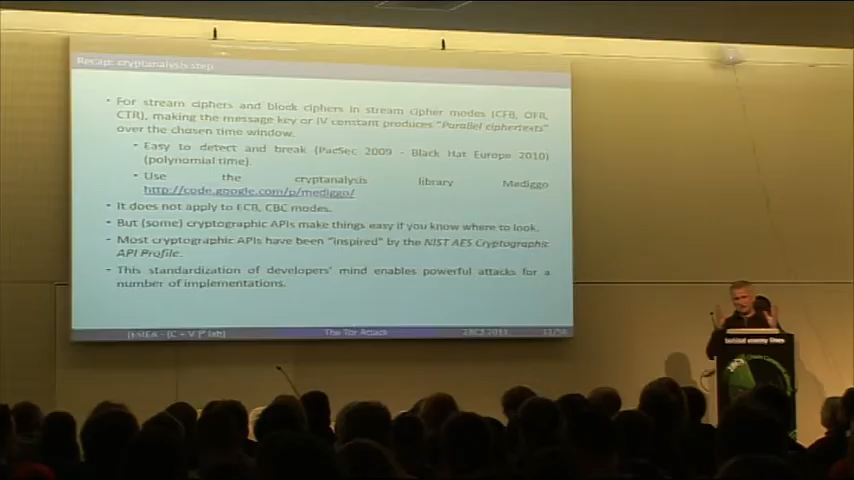 Recap: cryptanalysis step
• For stream ciphers and block ciphers in stream cipher modes (CFB, OFB,
CTR), making the message key or IV constant produces "Parallel ciphertexts"
over the chosen time window.
• Easy to detect and break (PacSec 2009 - Black Hat Europe 2010)
(polynomial time).
• Use the cryptanalysis library Mediggo
http://code.google.com/p/mediggo/
• It does not apply to ECB, CBC modes.
• But (some) cryptographic APIs make things easy if you know where to look.
• Most cryptographic APIs have been "inspired" by the NIST AES Cryptographic
API Profile.
• This standardization of developers' mind enables powerful attacks for a
number of implementations.
(ESIEA - (C + V)^O lab) The Tor Attack 28C3 2011
behind enemy lines